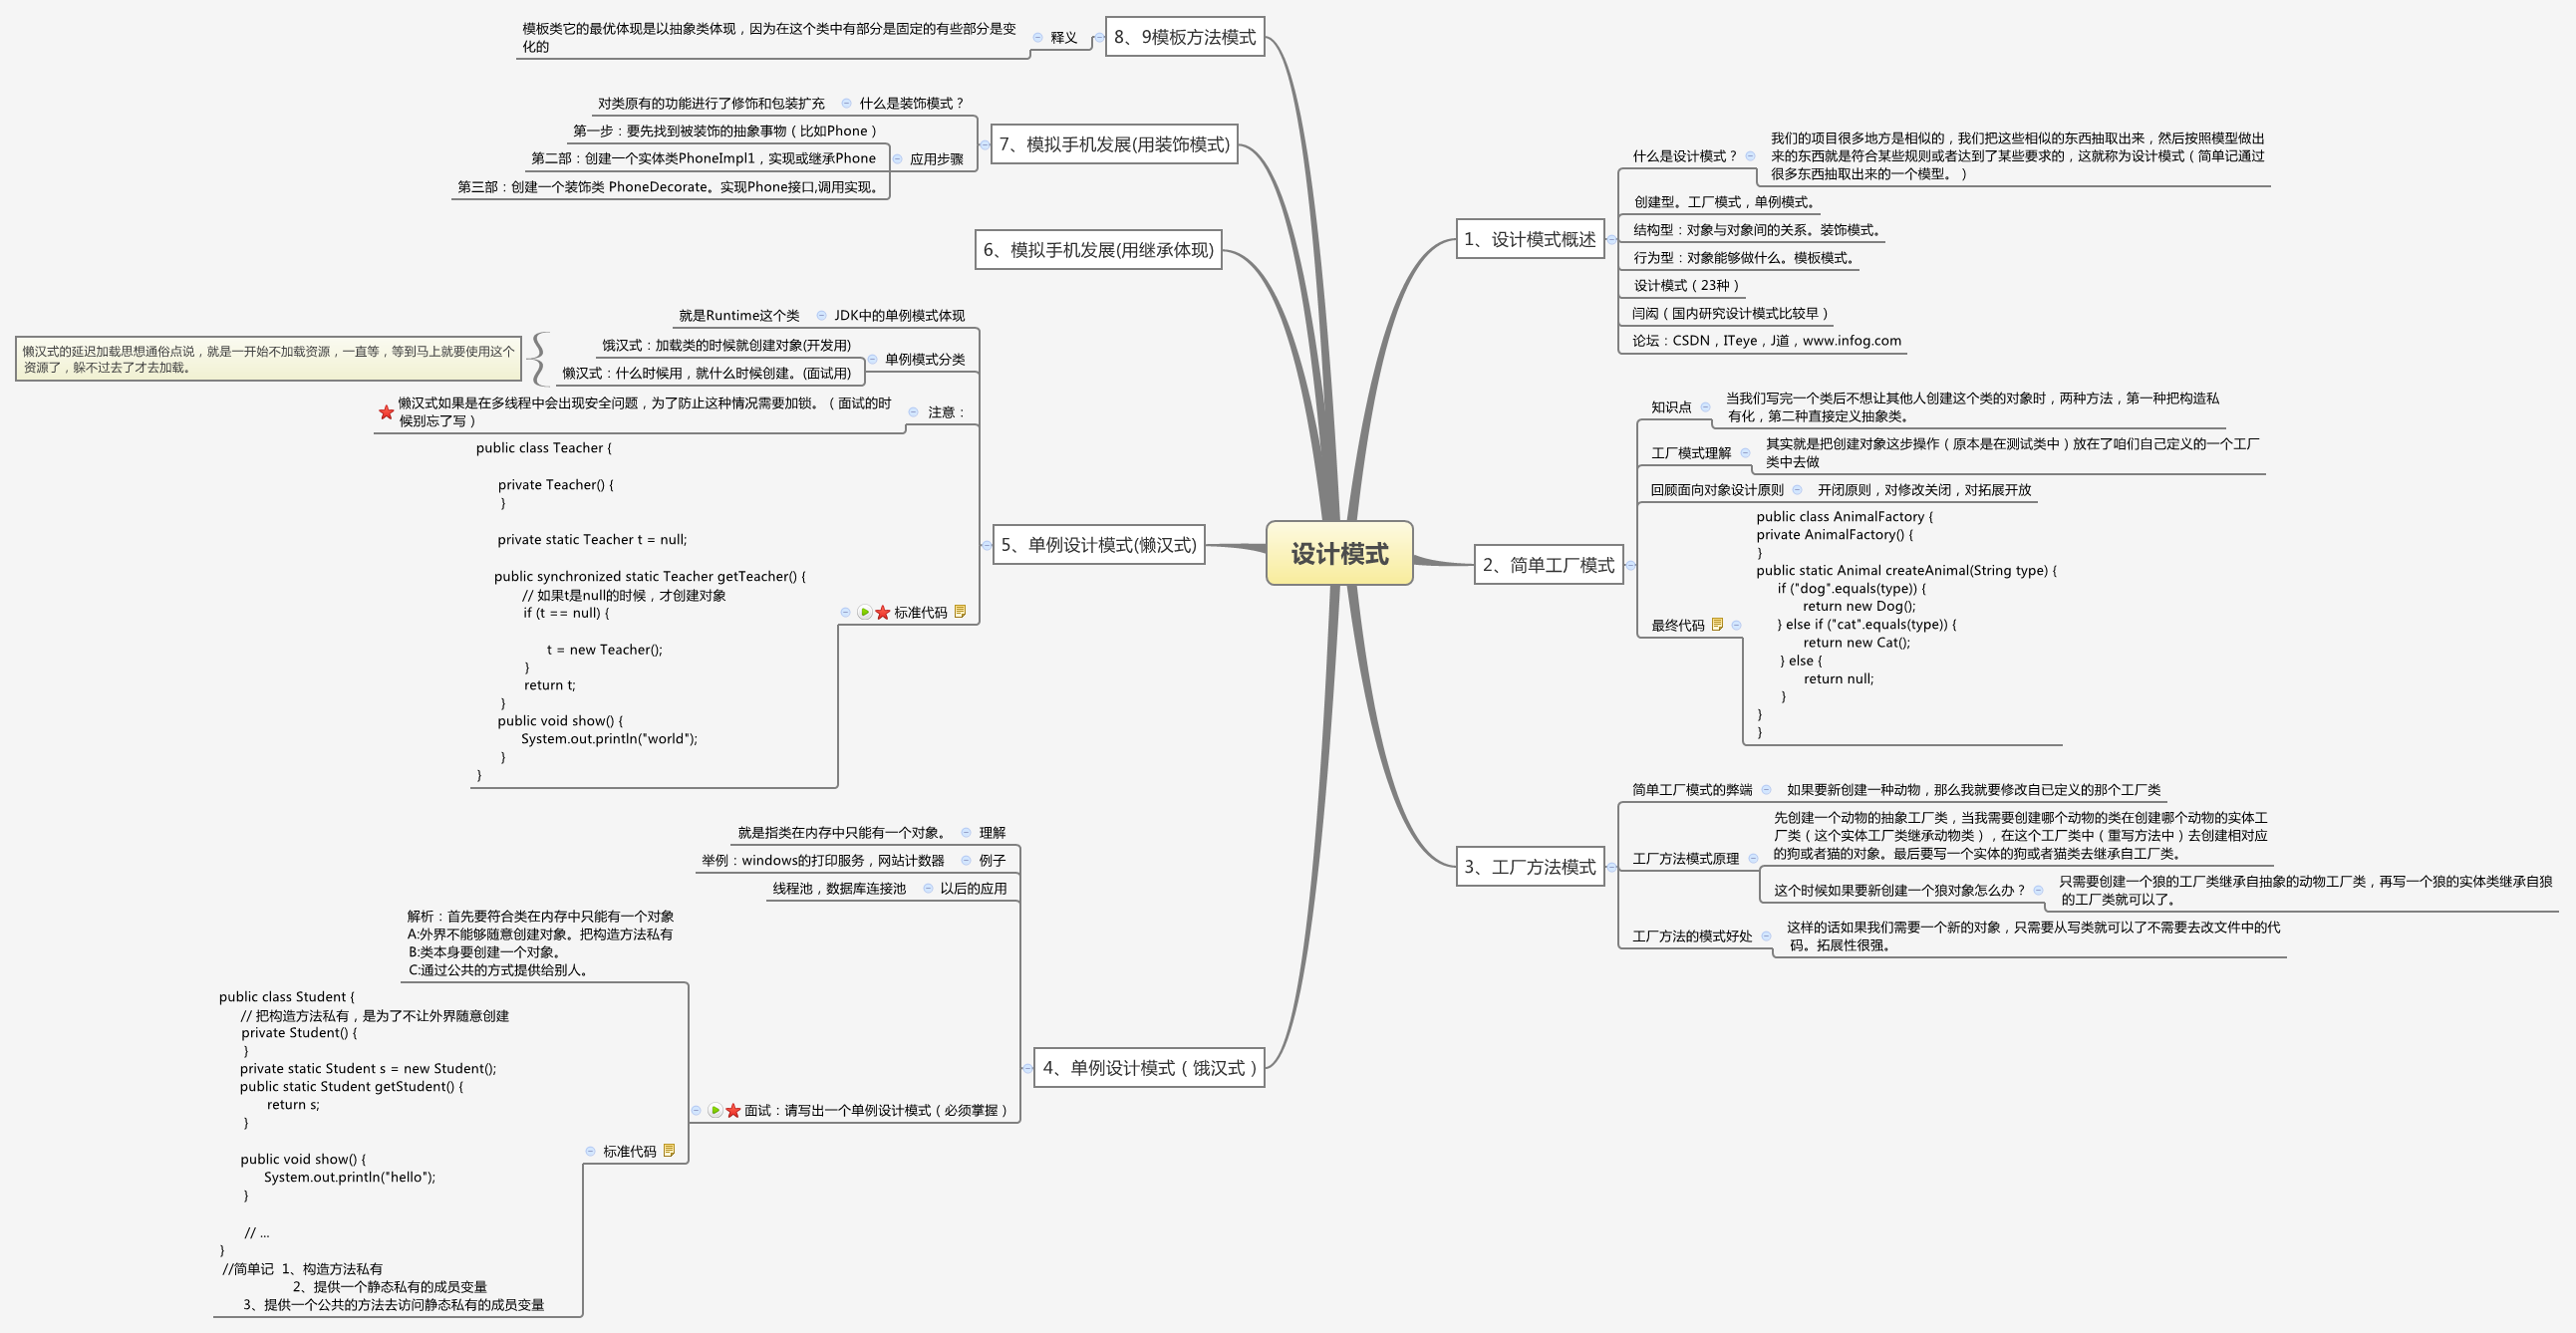 设计模式
1、设计模式概述
什么是设计模式？
我们的项目很多地方是相似的，我们把这些相似的东西抽取出来，然后按照模型做出
来的东西就是符合某些规则或者达到了某些要求的，这就称为设计模式（简单记通过
很多东西抽取出来的一个模型。）
创建型。工厂模式，单例模式。
结构型：对象与对象间的关系。装饰模式。
行为型：对象能够做什么。模板模式。
设计模式（23种）
闫闳（国内研究设计模式比较早）
论坛：CSDN，ITeye，J道，www.infog.com
2、简单工厂模式
知识点
当我们写完一个类后不想让其他人创建这个类的对象时，两种方法，第一种把构造私
有化，第二种直接定义抽象类。
工厂模式理解
其实就是把创建对象这步操作（原本是在测试类中）放在了咱们自己定义的一个工厂
类中去做
回顾面向对象设计原则
开闭原则，对修改关闭，对拓展开放
最终代码
public class AnimalFactory {
private AnimalFactory() {
}
public static Animal createAnimal(String type) {
if ("dog".equals(type)) {
return new Dog();
} else if ("cat".equals(type)) {
return new Cat();
} else {
return null;
}
}
}
3、工厂方法模式
简单工厂模式的弊端
如果要新创建一种动物，那么我就要修改自已定义的那个工厂类
工厂方法模式原理
先创建一个动物的抽象工厂类，当我需要创建哪个动物的类在创建哪个动物的实体工
厂类（这个实体工厂类继承动物类），在这个工厂类中（重写方法中）去创建相对应
的狗或者猫的对象。最后要写一个实体的狗或者猫类去继承自工厂类。
这个时候如果要新创建一个狼对象怎么办？
只需要创建一个狼的工厂类继承自抽象的动物工厂类，再写一个狼的实体类继承自狼
的工厂类就可以了。
工厂方法的模式好处
这样的话如果我们需要一个新的对象，只需要从写类就可以了不需要去改文件中的代
码。拓展性很强。
4、单例设计模式（饿汉式）
理解
就是指类在内存中只能有一个对象。
例子
举例：windows的打印服务，网站计数器
以后的应用
线程池，数据库连接池
面试：请写出一个单例设计模式（必须掌握）
解析：首先要符合类在内存中只能有一个对象
A:外界不能够随意创建对象。把构造方法私有
B:类本身要创建一个对象。
C:通过公共的方式提供给别人。
标准代码
public class Student {
// 把构造方法私有，是为了不让外界随意创建
private Student() {
}
private static Student s = new Student();
public static Student getStudent() {
return s;
}
public void show() {
System.out.println("hello");
}
// ...
}
//简单记 1、构造方法私有
2、提供一个静态私有的成员变量
3、提供一个公共的方法去访问静态私有的成员变量
5、单例设计模式(懒汉式)
JDK中的单例模式体现
就是Runtime这个类
单例模式分类
饿汉式：加载类的时候就创建对象(开发用)
懒汉式：什么时候用，就什么时候创建。(面试用)
懒汉式的延迟加载思想通俗点说，就是一开始不加载资源，一直等，等到马上就要使用这个
资源了，躲不过去了才去加载。
注意：
懒汉式如果是在多线程中会出现安全问题，为了防止这种情况需要加锁。（面试的时
候别忘了写）
标准代码
public class Teacher {
private Teacher() {
}
private static Teacher t = null;
public synchronized static Teacher getTeacher() {
// 如果t是null的时候，才创建对象
if (t == null) {
t = new Teacher();
}
return t;
}
public void show() {
System.out.println("world");
}
}
6、模拟手机发展(用继承体现)
7、模拟手机发展(用装饰模式)
什么是装饰模式？
对类原有的功能进行了修饰和包装扩充
应用步骤
第一步：要先找到被装饰的抽象事物（比如Phone）
第二部：创建一个实体类PhoneImpl1，实现或继承Phone
第三部：创建一个装饰类 PhoneDecorate。实现Phone接口,调用实现。
8、9模板方法模式
释义
模板类它的最优体现是以抽象类体现，因为在这个类中有部分是固定的有些部分是变
化的